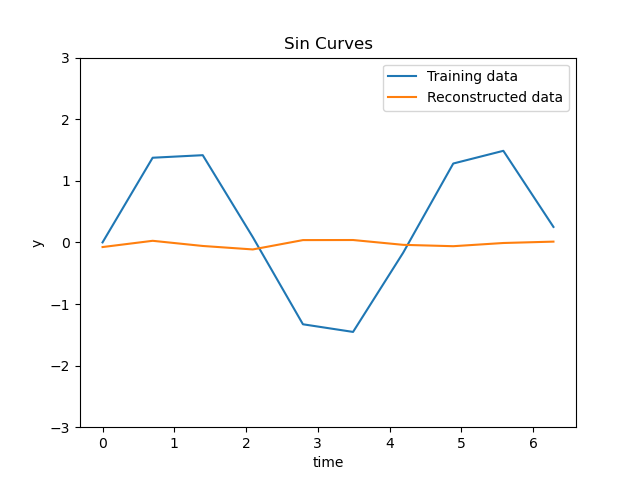 Sin Curves
Training data
Reconstructed data
3
2
1
0
−1
−2
−3
y
0 1 2 3 4 5 6
time